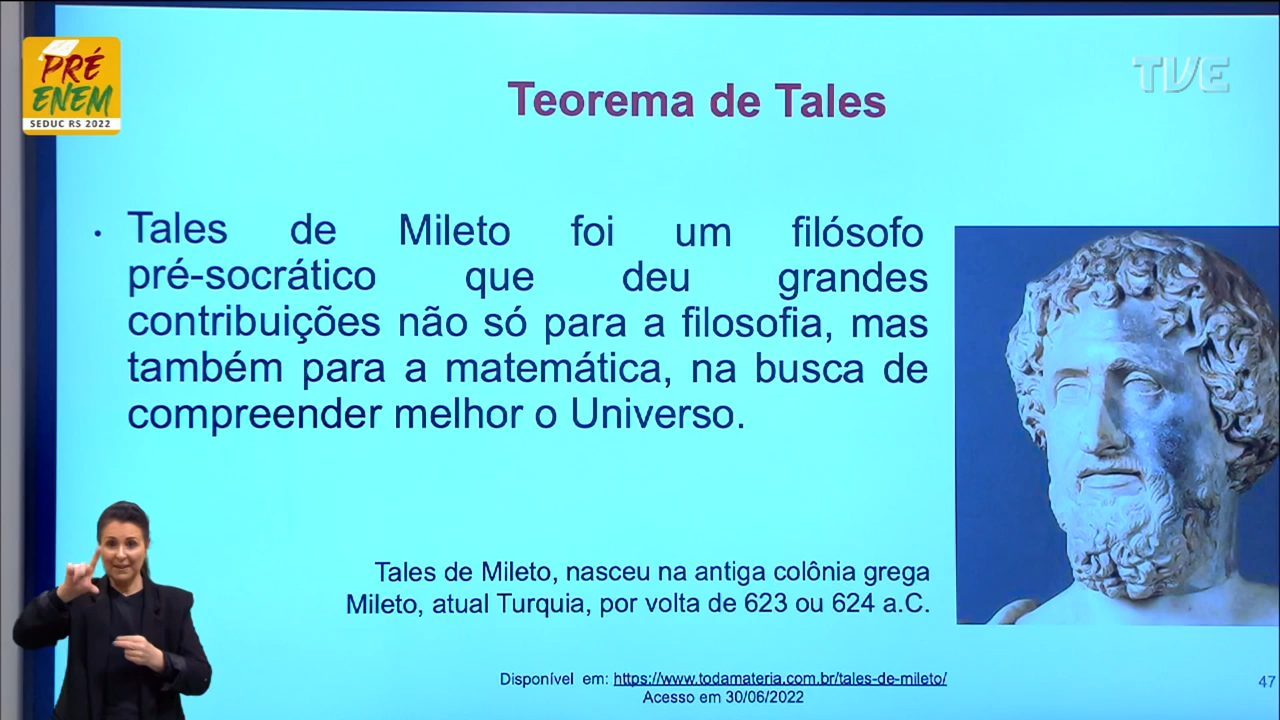 PRÉ
ENEM
SEDUC RS 2022
TVE
Teorema de Tales
• Tales de Mileto foi um filósofo
pré-socrático que deu grandes
contribuições não só para a filosofia, mas
também para a matemática, na busca de
compreender melhor o Universo.
Tales de Mileto, nasceu na antiga colônia grega
Mileto, atual Turquia, por volta de 623 ou 624 a.C.
Disponível em: https://www.todamateria.com.br/tales-de-mileto/
Acesso em 30/06/2022
47